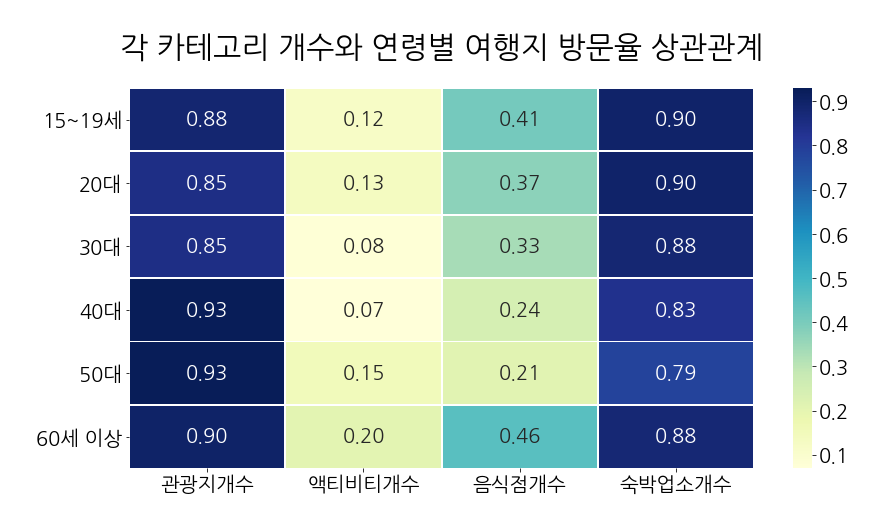 각 카테고리 개수와 연령별 여행지 방문율 상관관계
15~19세 0.88 0.12 0.41 0.90
20대 0.85 0.13 0.37 0.90
30대 0.85 0.08 0.33 0.88
40대 0.93 0.07 0.24 0.83
50대 0.93 0.15 0.21 0.79
60세 이상 0.90 0.20 0.46 0.88
관광지개수 액티비티개수 음식점개수 숙박업소개수
0.9
0.8
0.7
0.6
0.5
0.4
0.3
0.2
0.1